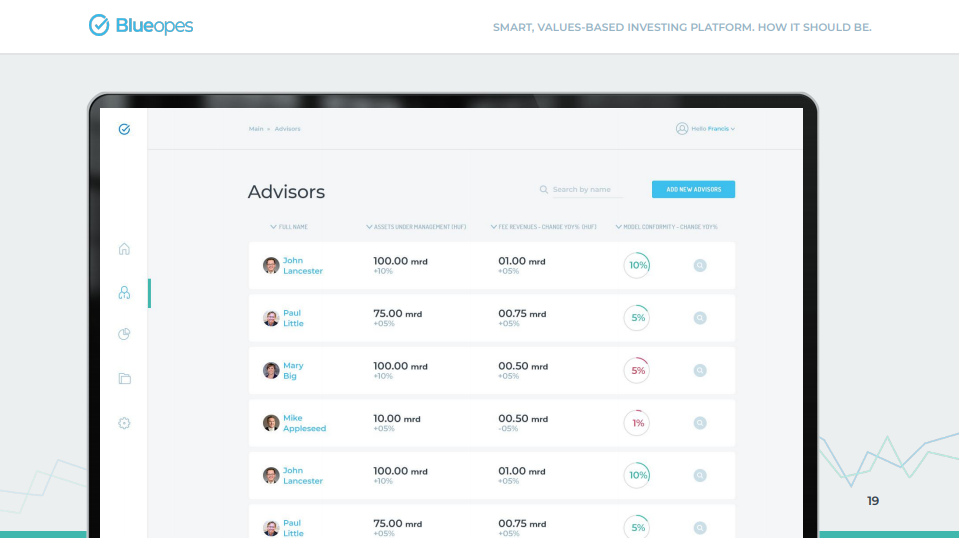 Blueopes
SMART, VALUES-BASED INVESTING PLATFORM. HOW IT SHOULD BE.
Main » Advisors
Hello Francis
Advisors
Search by name
ADD NEW ADVISORS
FULL NAME
ASSETS UNDER MANAGEMENT (HUF)
FEE REVENUES - CHANGE YOY% (HUF)
MODEL CONFORMITY - CHANGE YOY%
John
Lancester
100.00 mrd
+10%
01.00 mrd
+05%
10%
Paul
Little
75.00 mrd
+05%
00.75 mrd
+05%
5%
Mary
Big
100.00 mrd
+10%
00.50 mrd
+05%
5%
Mike
Appleseed
10.00 mrd
+05%
00.50 mrd
-05%
1%
John
Lancester
100.00 mrd
+10%
01.00 mrd
+05%
10%
Paul
Little
75.00 mrd
+05%
00.75 mrd
+05%
5%
19